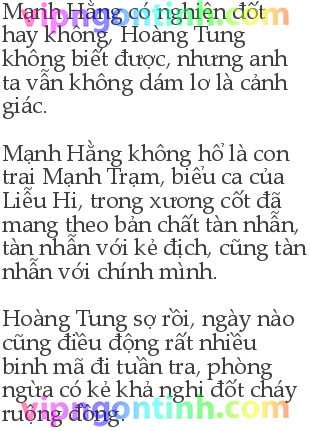 Mạnh Hằng có nghiện đốt
hay không, Hoàng Tung
không biết được, nhưng anh
ta vẫn không dám lơ là cảnh
giác.
Mạnh Hằng không hổ là con
trai Mạnh Trạm, biểu ca của
Liễu Hi, trong xương cốt đã
mang theo bản chất tàn nhẫn,
tàn nhẫn với kẻ địch, cũng tàn
nhẫn với chính mình.
Hoàng Tung sợ rồi, ngày nào
cũng điều động rất nhiều
binh mã đi tuần tra, phòng
ngừa có kẻ khả nghi đốt cháy
ruộng đồng.
vipngontinh.com
vipngontinh.com